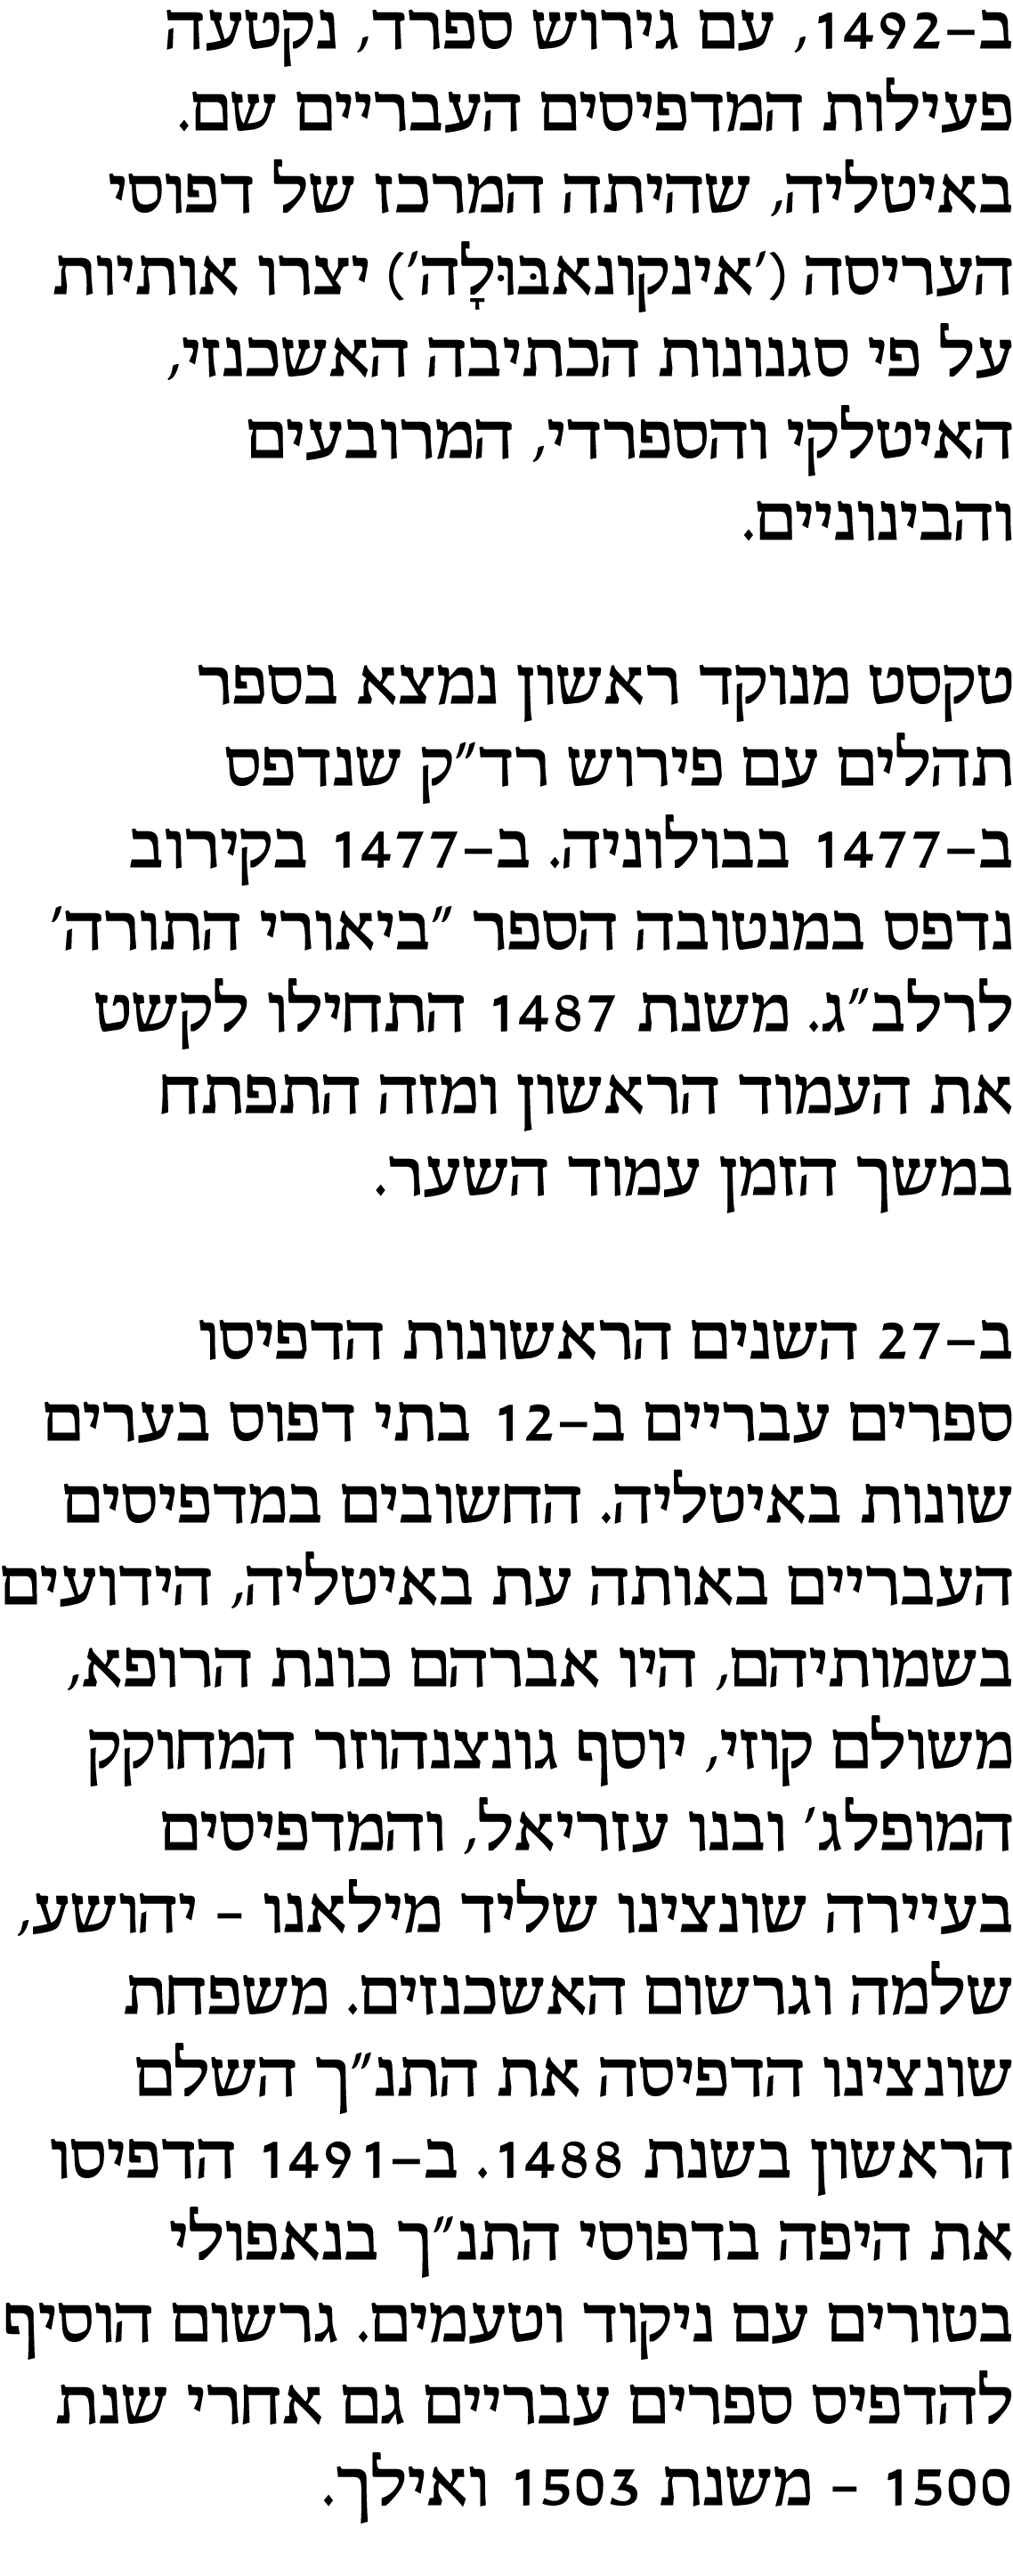 ב–1492, עם גירוש ספרד, נקטעה
פעילות המדפיסים העבריים שם.
באיטליה, שהיתה המרכז של דפוסי
העריסה ('אינקונאבּוּלָה') יצרו אותיות
על פי סגנונות הכתיבה האשכנזי,
האיטלקי והספרדי, המרובעים
והבינוניים.

טקסט מנוקד ראשון נמצא בספר
תהלים עם פירוש רד"ק שנדפס
ב–1477 בבולוניה. ב–1477 בקירוב
נדפס במנטובה הספר "ביאורי התורה'
לרלב"ג. משנת 1487 התחילו לקשט
את העמוד הראשון ומזה התפתח
במשך הזמן עמוד השער.

ב–27 השנים הראשונות הדפיסו
ספרים עבריים ב–12 בתי דפוס בערים
שונות באיטליה. החשובים במדפיסים
העבריים באותה עת באיטליה, הידועים
בשמותיהם, היו אברהם כונת הרופא,
משולם קוזי, יוסף גונצנהוזר המחוקק
המופלג' ובנו עזריאל, והמדפיסים
בעיירה שונצינו שליד מילאנו – יהושע,
שלמה וגרשום האשכנזים. משפחת
שונצינו הדפיסה את התנ"ך השלם
הראשון בשנת 1488. ב–1491 הדפיסו
את היפה בדפוסי התנ"ך בנאפולי
בטורים עם ניקוד וטעמים. גרשום הוסיף
להדפיס ספרים עבריים גם אחרי שנת
1500 – משנת 1503 ואילך.